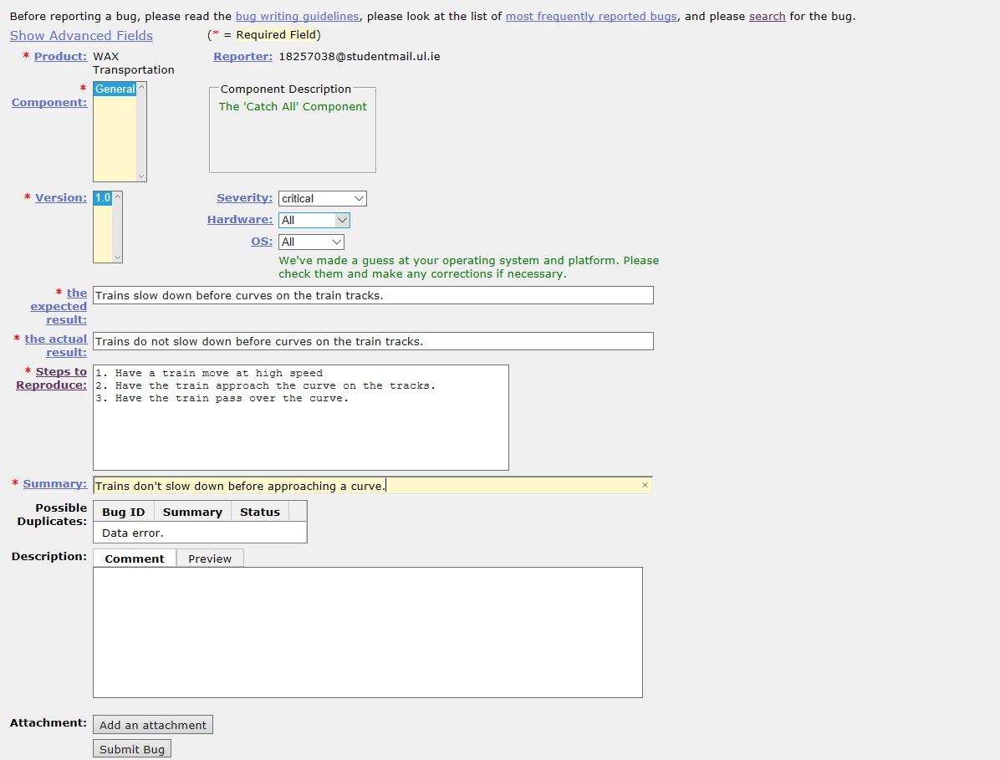 Before reporting a bug, please read the bug writing guidelines, please look at the list of most frequently reported bugs, and please search for the bug.
Show Advanced Fields (* = Required Field)
* Product: WAX Transportation Reporter: 18257038@studentmail.ul.ie
* Component: General
Component Description
The 'Catch All' Component
* Version: 1.0
Severity: critical
Hardware: All
OS: All
We've made a guess at your operating system and platform. Please
check them and make any corrections if necessary.
* the expected result: Trains slow down before curves on the train tracks.
* the actual result: Trains do not slow down before curves on the train tracks.
* Steps to Reproduce:
1. Have a train move at high speed
2. Have the train approach the curve on the tracks.
3. Have the train pass over the curve.
* Summary: Trains don't slow down before approaching a curve. ×
Possible Duplicates:
Bug ID Summary Status
Data error.
Description: Comment Preview
Attachment: Add an attachment
Submit Bug